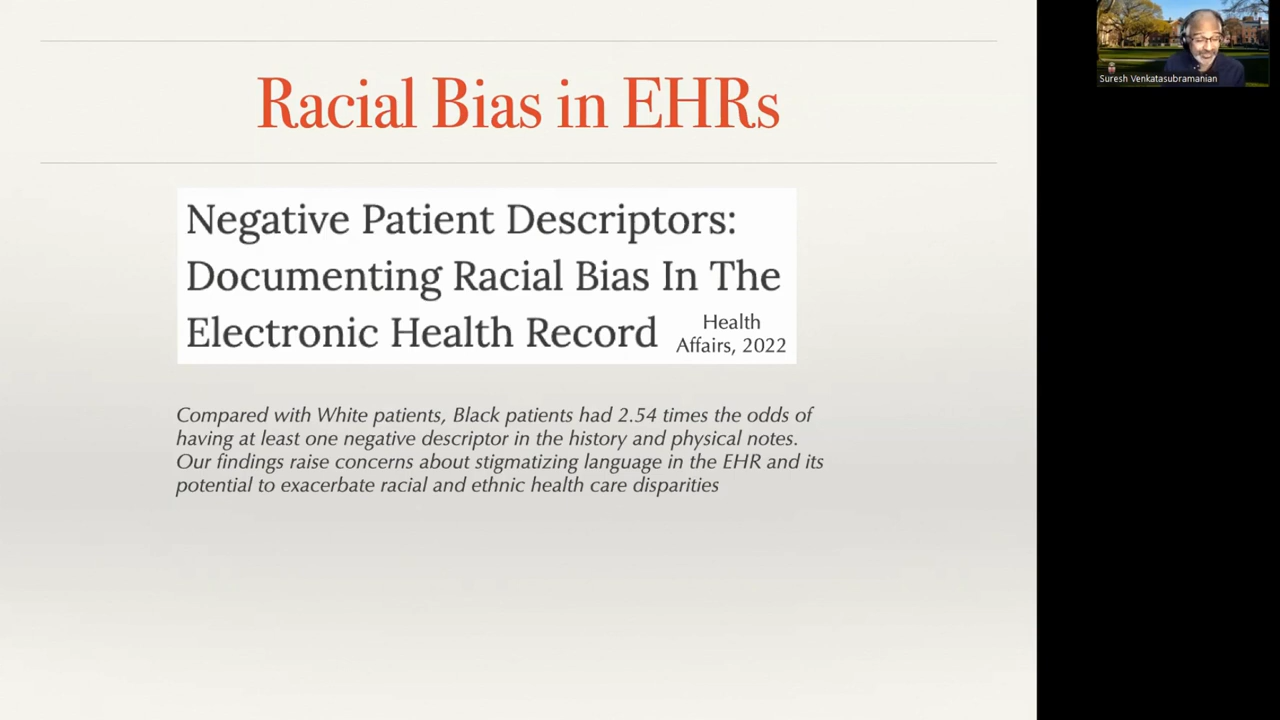 Racial Bias in EHRs
Negative Patient Descriptors:
Documenting Racial Bias In The
Electronic Health Record
Health
Affairs, 2022
Compared with White patients, Black patients had 2.54 times the odds of
having at least one negative descriptor in the history and physical notes.
Our findings raise concerns about stigmatizing language in the EHR and its
potential to exacerbate racial and ethnic health care disparities
Suresh Venkatasubramanian